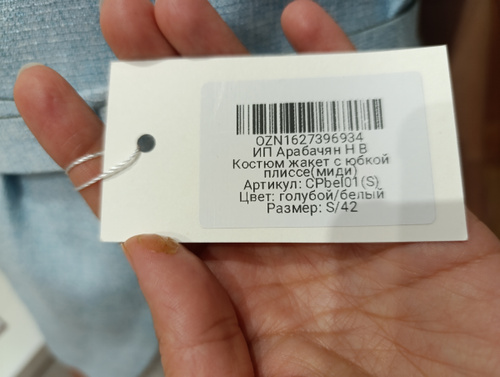 OZN1627396934
ИП Арабачян Н В
Костюм жакет с юбкой
плиссе(миди)
Артикул: CPbel01(S)
Цвет: голубой/белый
Размер: S/42